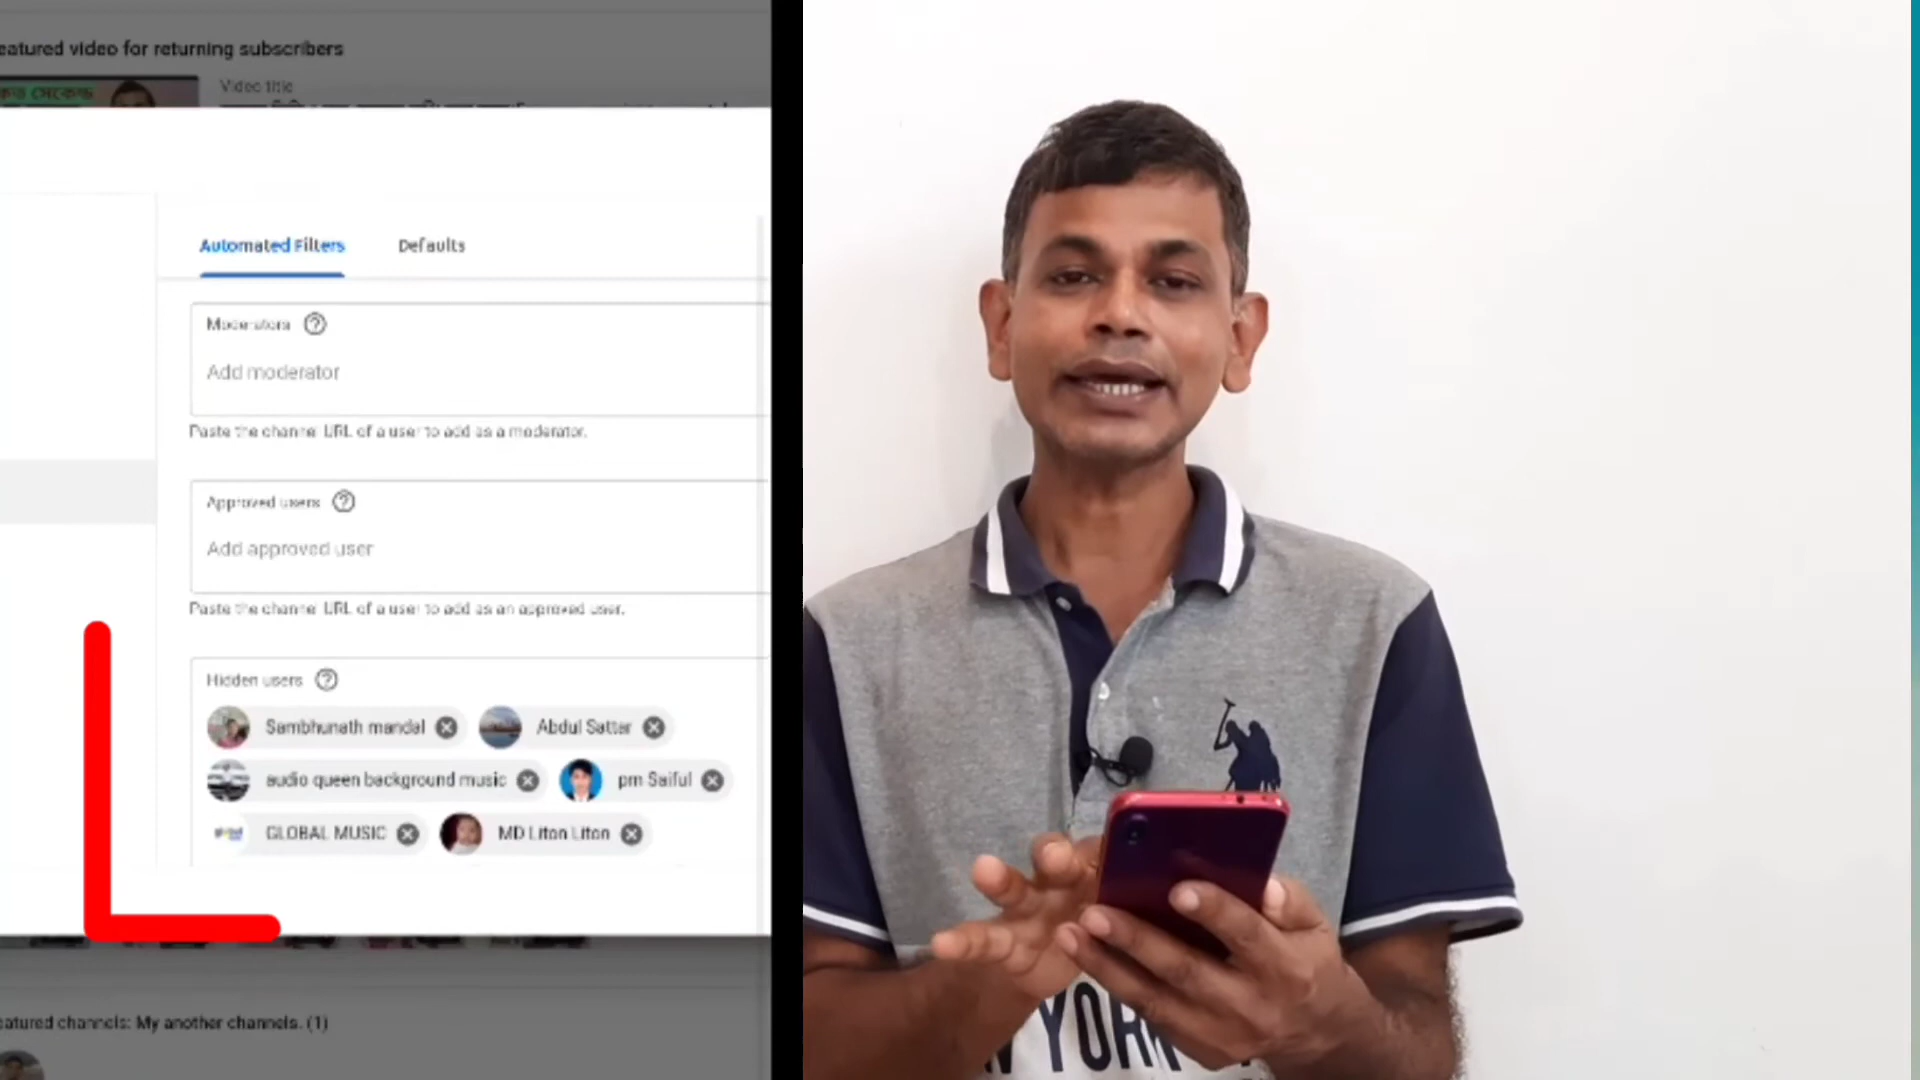 eatured video for returning subscribers
Video title
Automated Filters
Defaults
Moderators
Add moderator
Paste the channel URL of a user to add as a moderator.
Approved users
Add approved user
Paste the channel URL of a user to add as an approved user.
Hidden users
Sambhunath mandal
Abdul Sattar
audio queen background music
pm Saiful
GLOBAL MUSIC
MD Liton Liton
eatured channels: My another channels. (1)
YORK